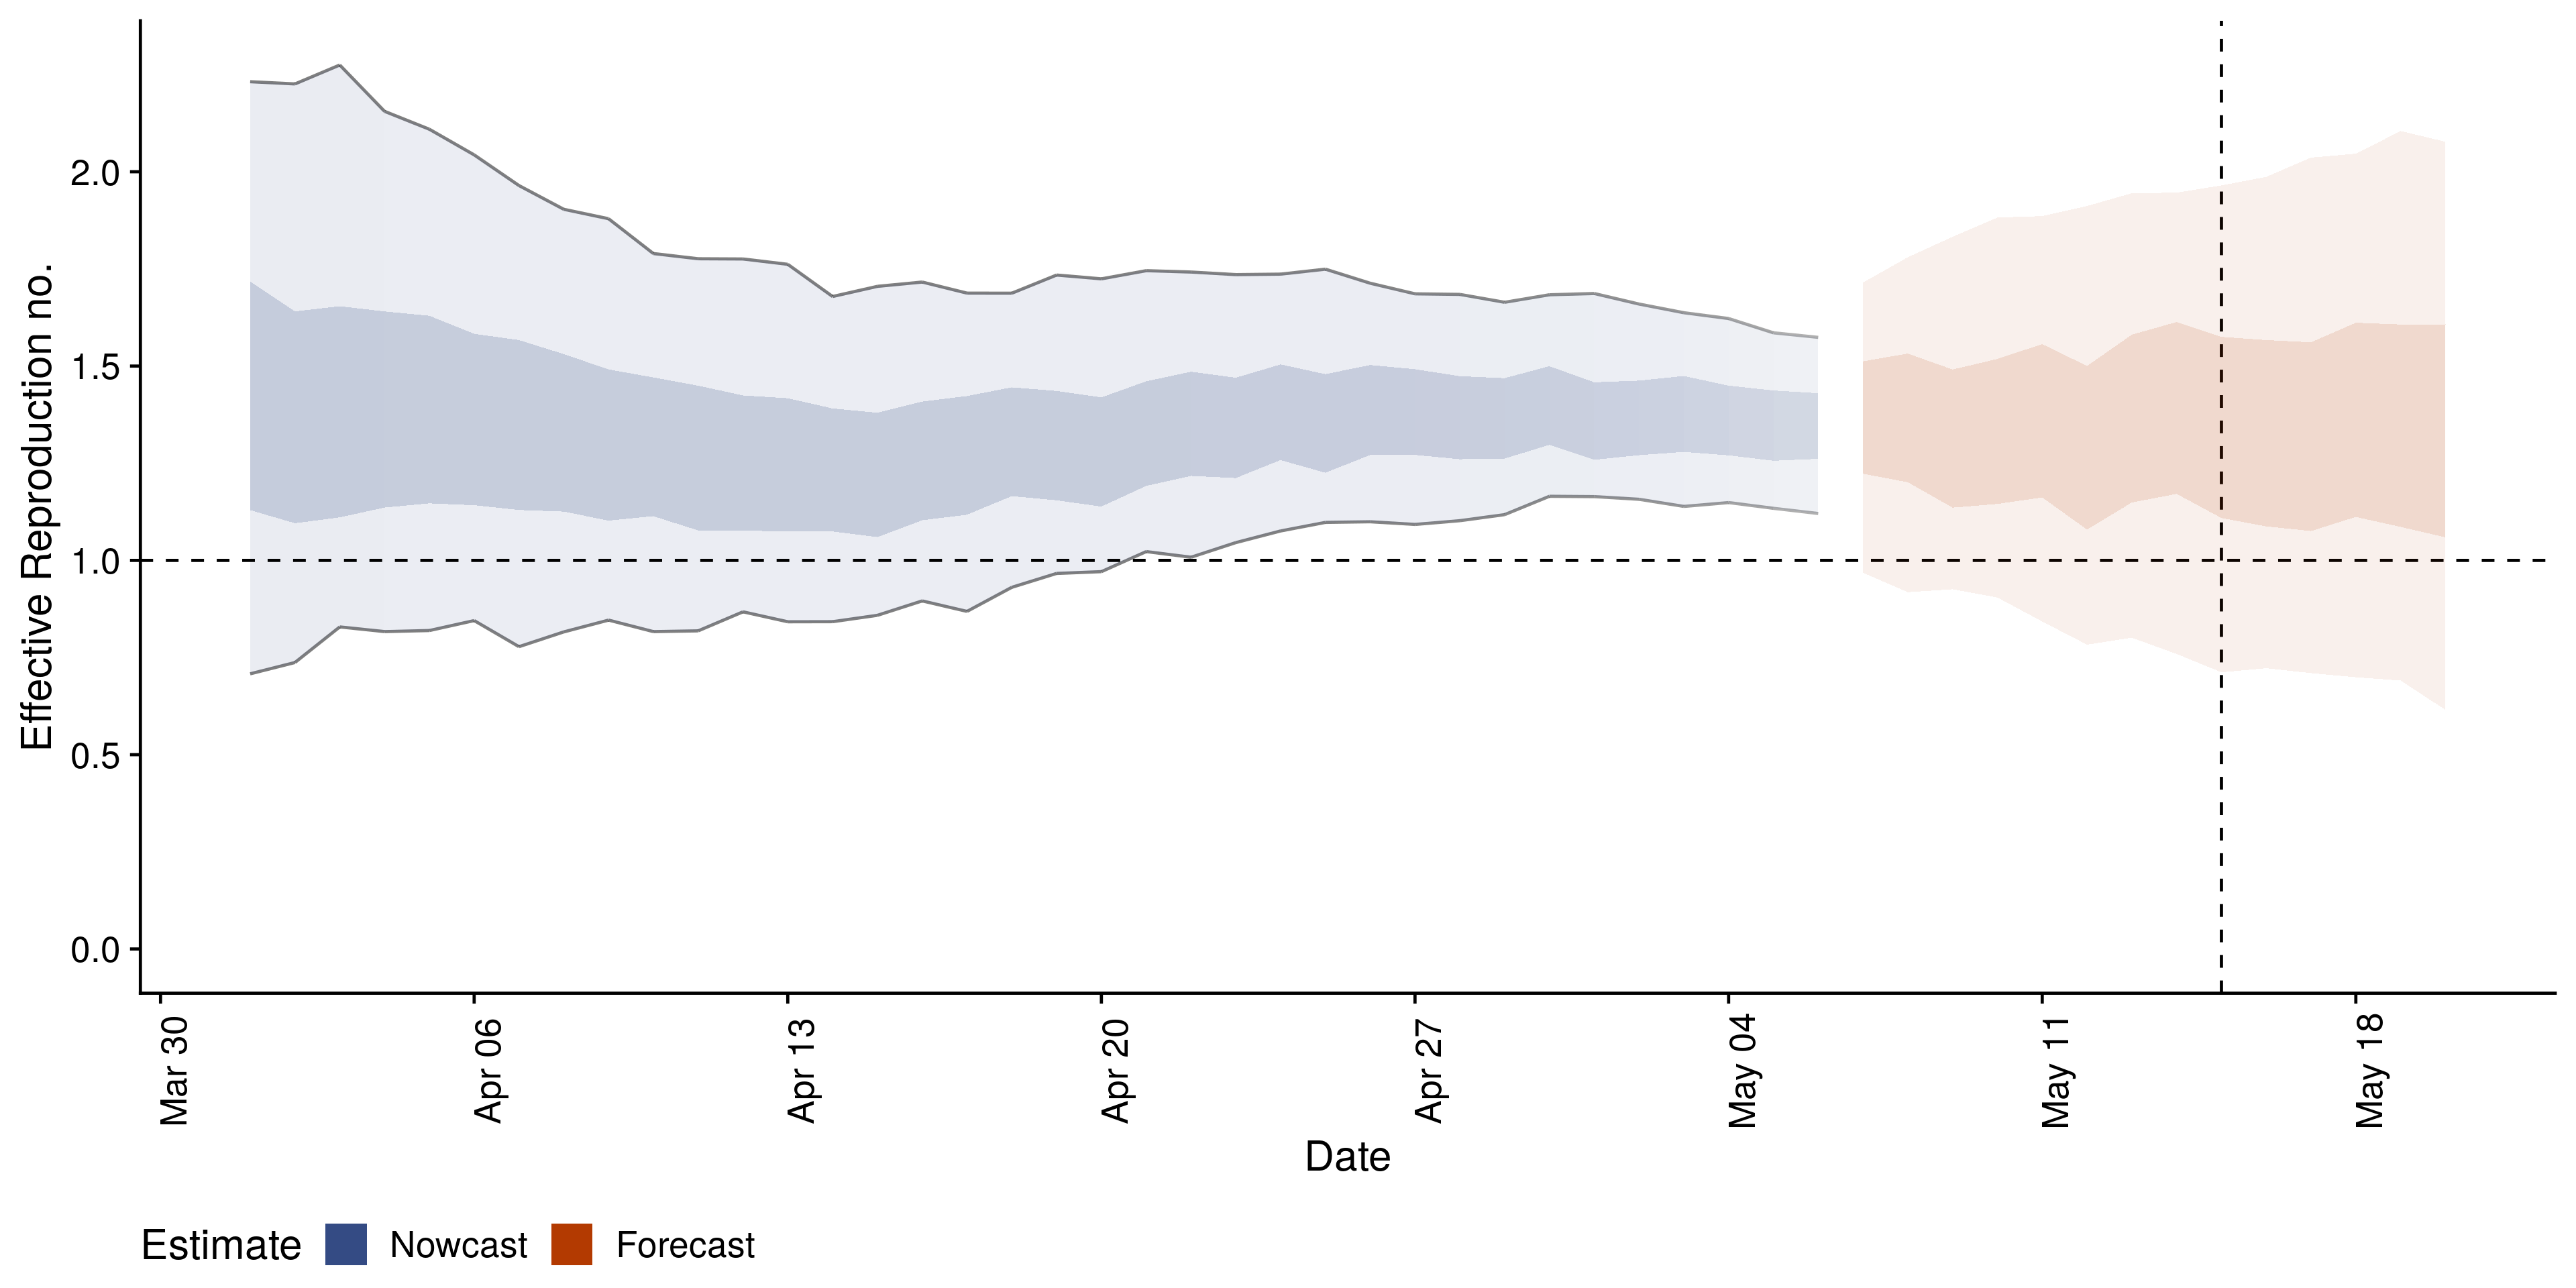 Effective Reproduction no.
2.0
1.5
1.0
0.5
0.0
Mar 30
Apr 06
Apr 13
Apr 20
Apr 27
May 04
May 11
May 18
Date
Estimate Nowcast Forecast